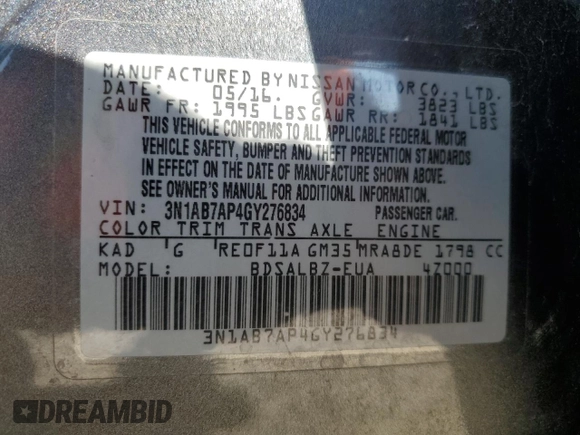 MANUFACTURED BY NISSAN MOTOR CO., LTD.
DATE: 05/16. GVWR: 3823 LBS
GAWR FR: 1995 LBS GAWR RR: 1841 LBS
THIS VEHICLE CONFORMS TO ALL APPLICABLE FEDERAL MOTOR
VEHICLE SAFETY, BUMPER AND THEFT PREVENTION STANDARDS
IN EFFECT ON THE DATE OF MANUFACTURE SHOWN ABOVE.
SEE OWNER'S MANUAL FOR ADDITIONAL INFORMATION.
VIN: 3N1AB7AP4GY276834 PASSENGER CAR.
COLOR TRIM TRANS AXLE ENGINE
KAD G RE0F11A GM35 MRA8DE 1798 CC
MODEL: BDSALBZ-EUA 4Z000
3N1AB7AP4GY276834
DREAMBID